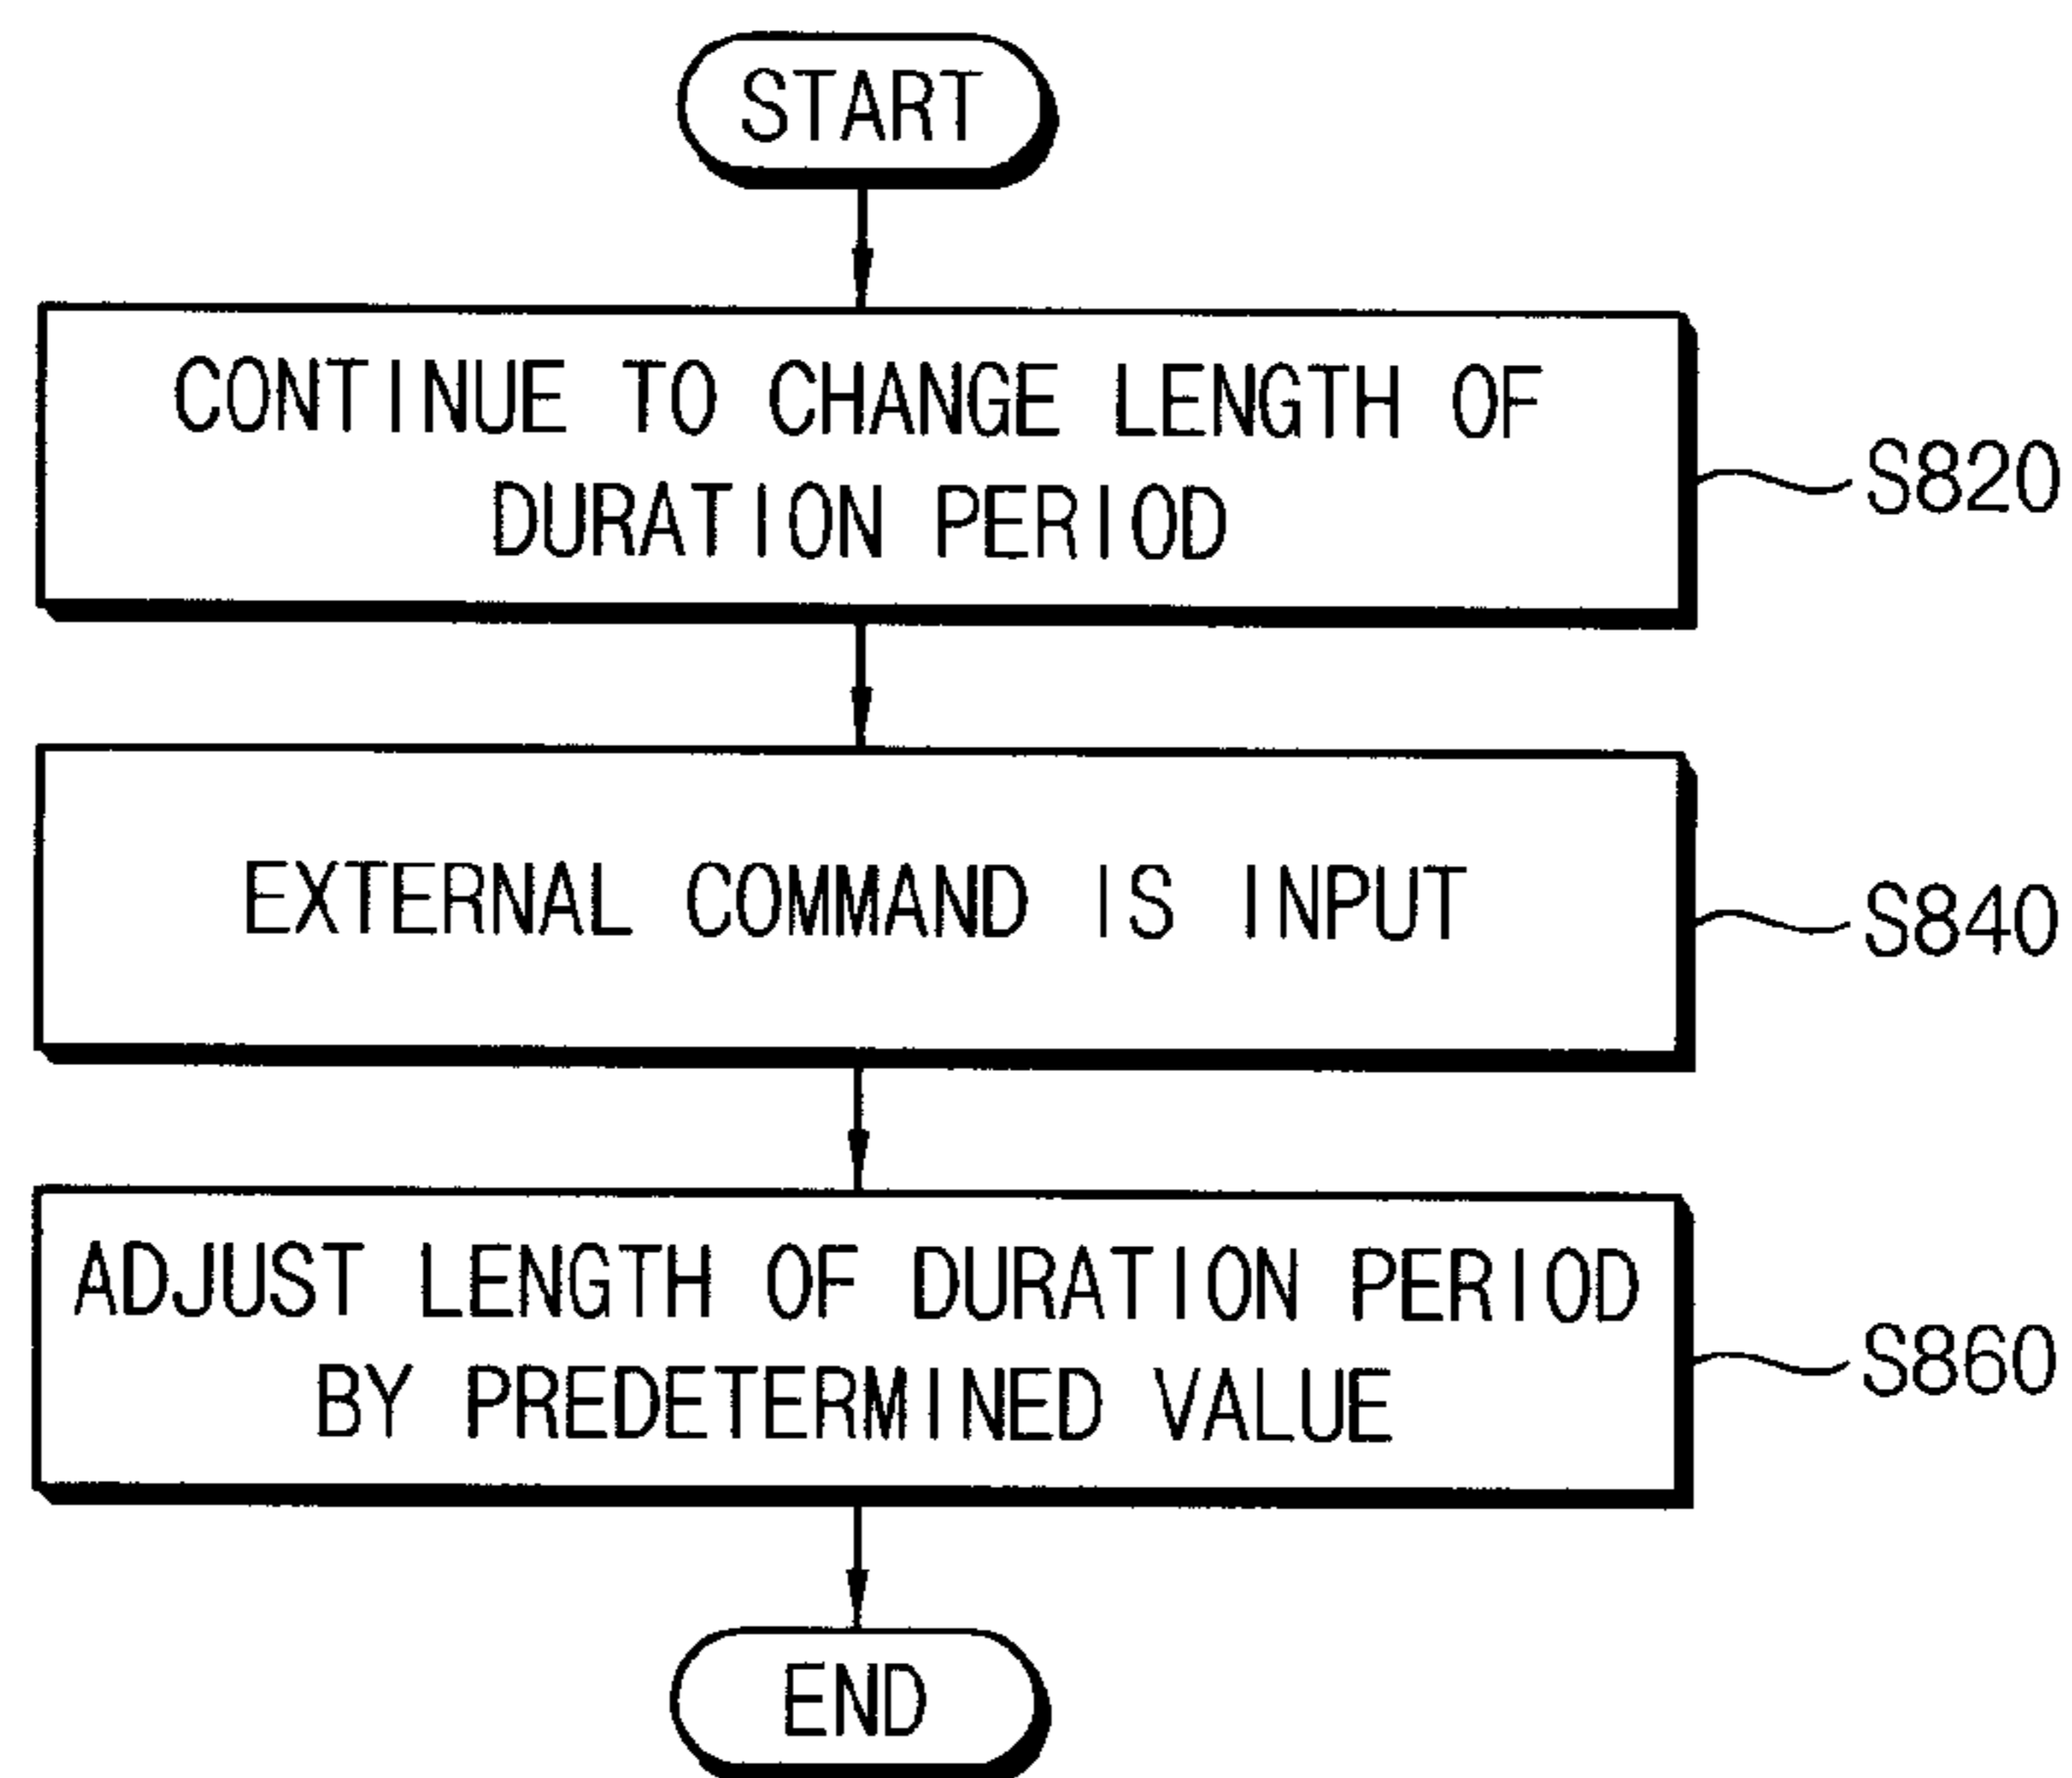 START
CONTINUE TO CHANGE LENGTH OF
DURATION PERIOD
S820
EXTERNAL COMMAND IS INPUT
S840
ADJUST LENGTH OF DURATION PERIOD
BY PREDETERMINED VALUE
S860
END